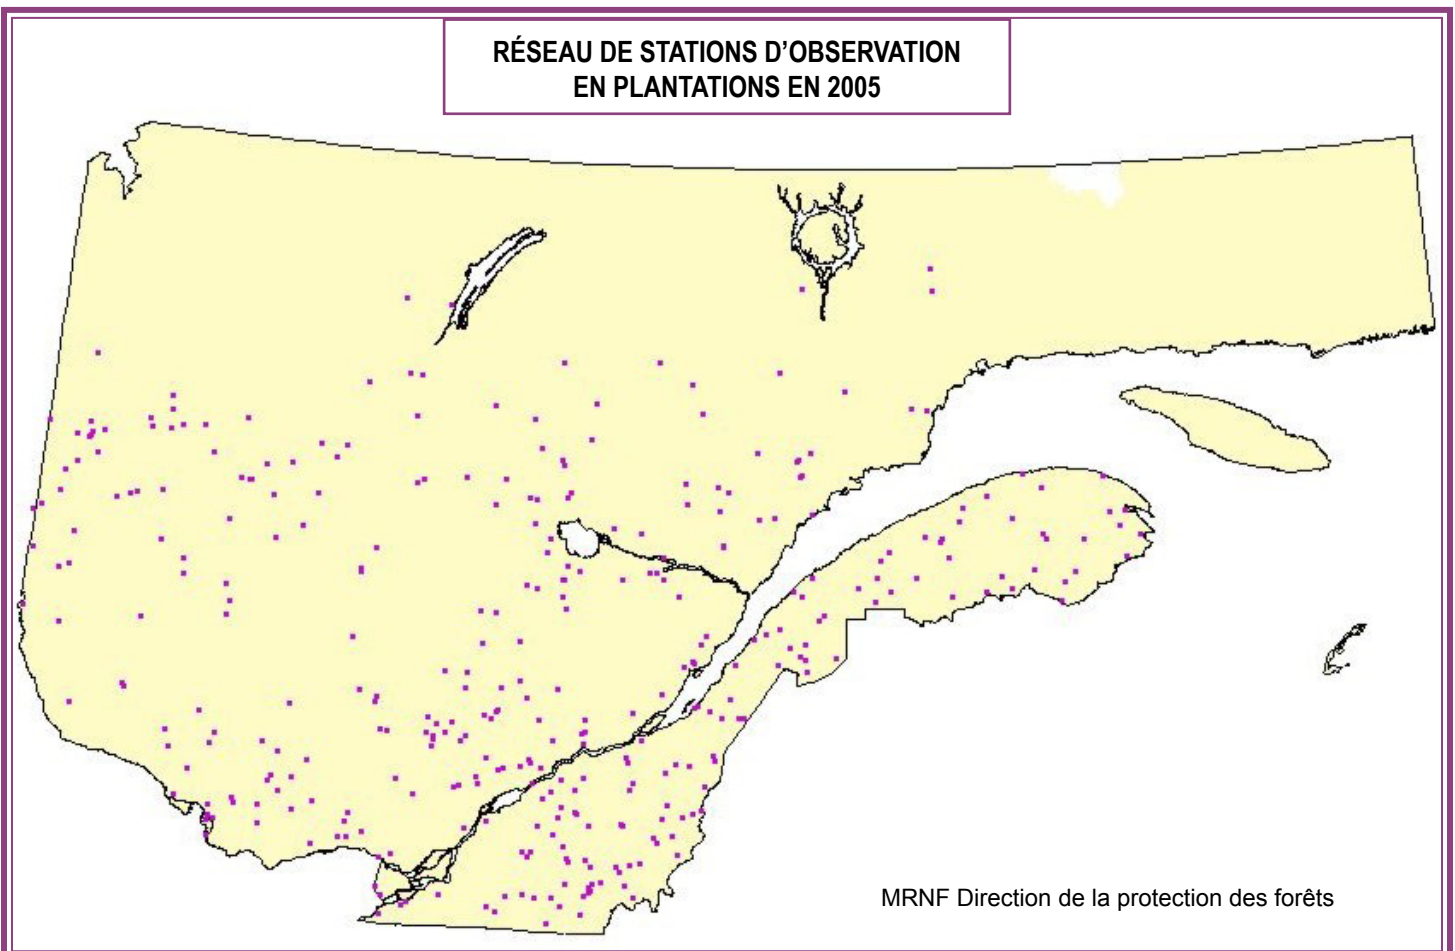 RÉSEAU DE STATIONS D’OBSERVATION
EN PLANTATIONS EN 2005
MRNF Direction de la protection des forêts